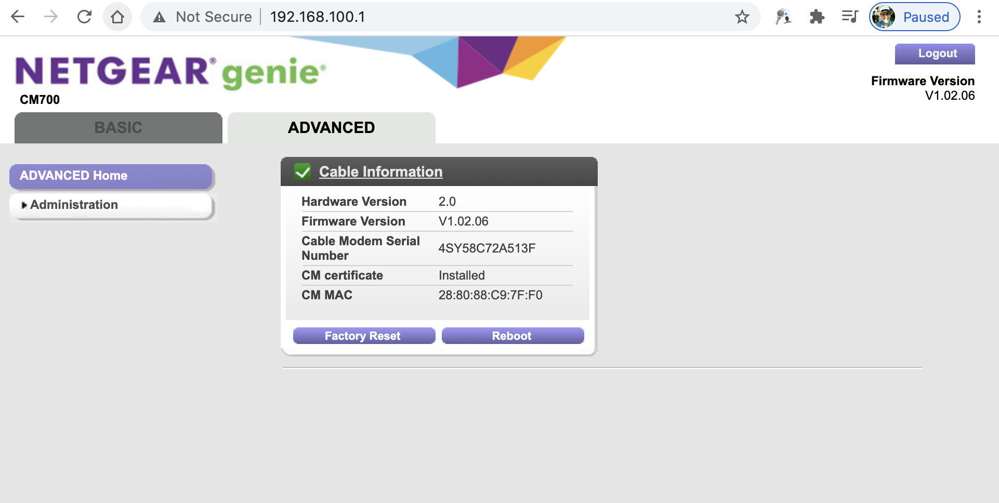 Not Secure 192.168.100.1 Paused
NETGEAR® genie®
Logout
CM700
Firmware Version
V1.02.06
BASIC ADVANCED
ADVANCED Home
Administration
Cable Information
Hardware Version 2.0
Firmware Version V1.02.06
Cable Modem Serial
Number 4SY58C72A513F
CM certificate Installed
CM MAC 28:80:88:C9:7F:F0
Factory Reset Reboot